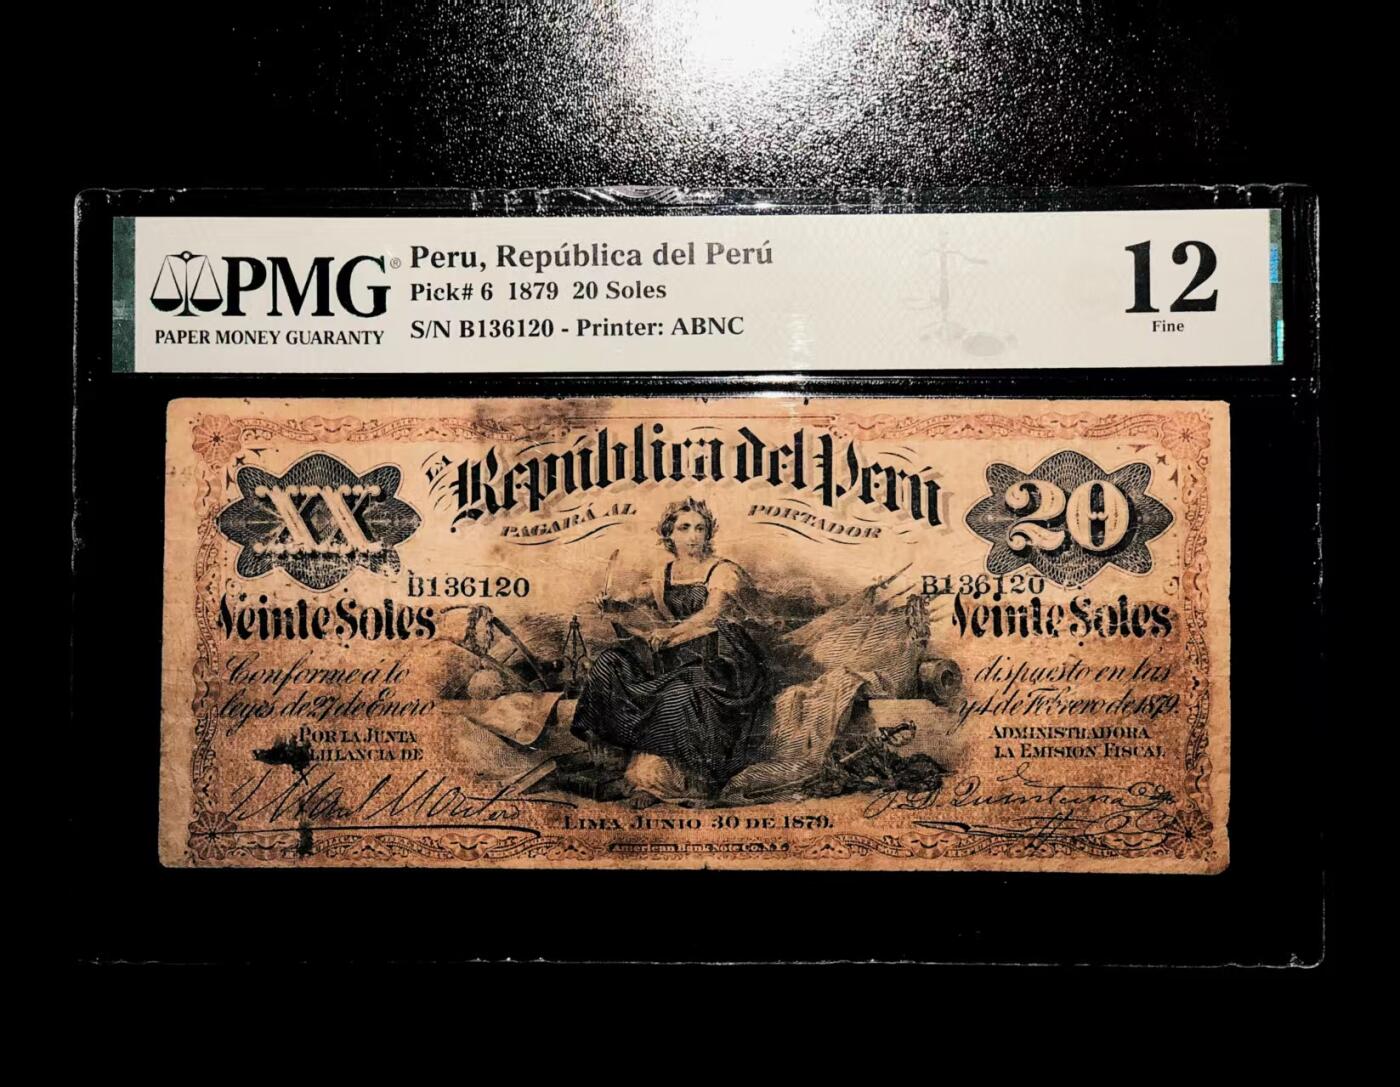 PMG®
PAPER MONEY GUARANTY
Peru, República del Perú
Pick# 6 1879 20 Soles
S/N B136120 - Printer: ABNC
12
Fine
LA República del Perú
PAGARÁ AL PORTADOR
XX
20
B136120
B136120
Veinte Soles
Veinte Soles
Conforme á lo dispuesto en las
leyes de 27 de Enero y 4 de Febrero de 1879
POR LA JUNTA ADMINISTRADORA
LA EMISION FISCAL
DE
LIMA JUNIO 30 DE 1879.
American Bank Note Co. N.Y.